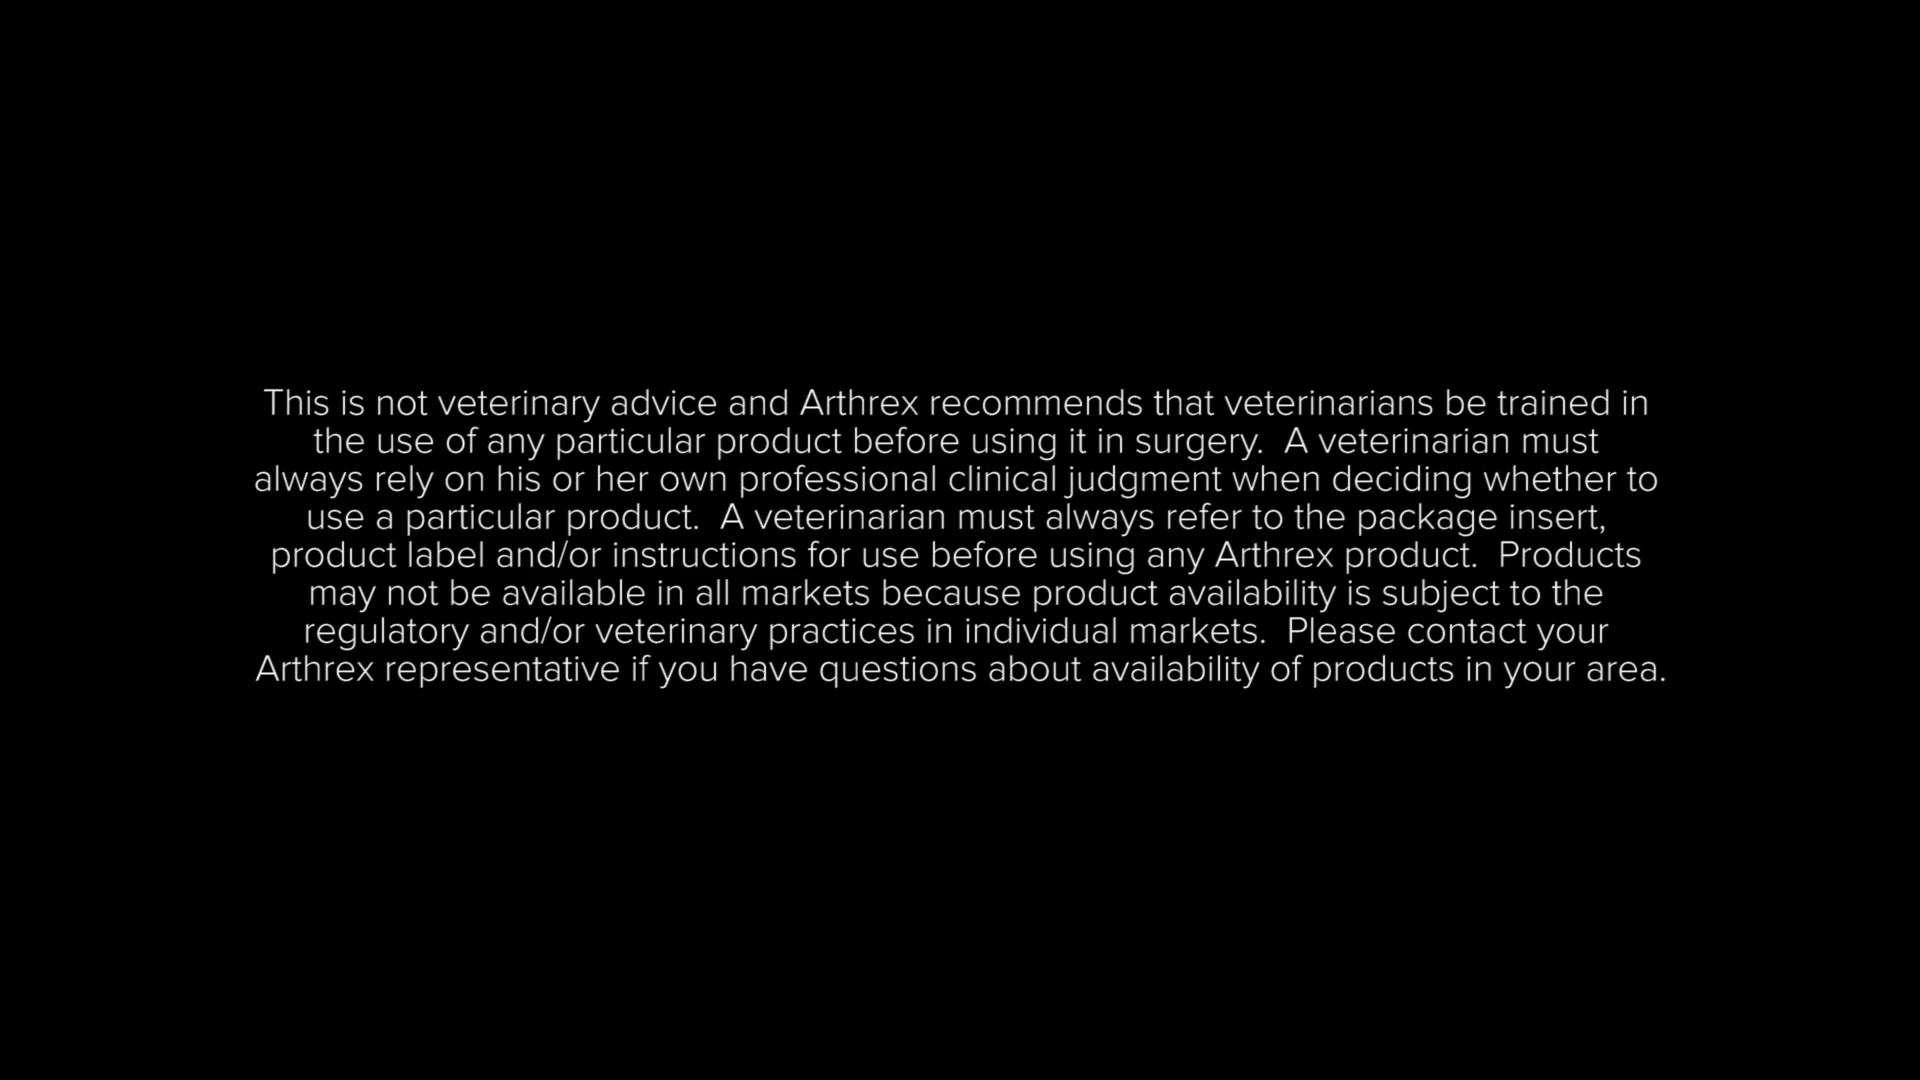 This is not veterinary advice and Arthrex recommends that veterinarians be trained in
the use of any particular product before using it in surgery.  A veterinarian must
always rely on his or her own professional clinical judgment when deciding whether to
use a particular product.  A veterinarian must always refer to the package insert,
product label and/or instructions for use before using any Arthrex product.  Products
may not be available in all markets because product availability is subject to the
regulatory and/or veterinary practices in individual markets.  Please contact your
Arthrex representative if you have questions about availability of products in your area.